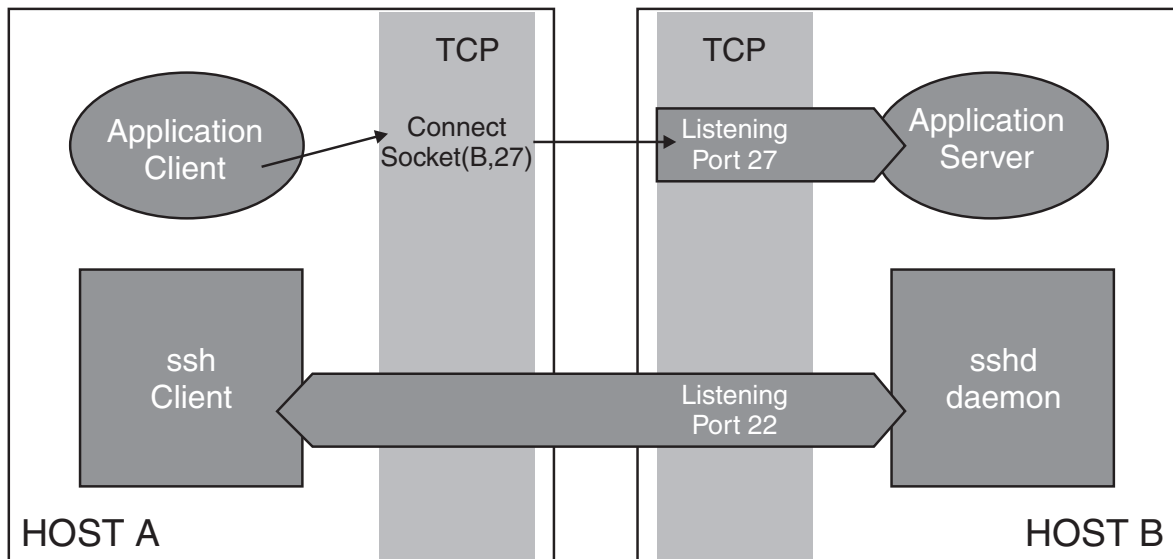 TCP
TCP
Application
Client
Connect
Socket(B,27)
Listening
Port 27
Application
Server
ssh
Client
Listening
Port 22
sshd
daemon
HOST A
HOST B